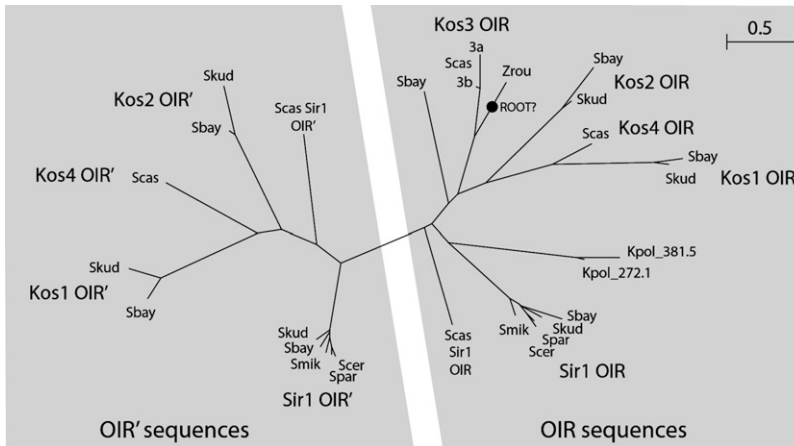 Skud
Kos2 OIR′
Sbay
Scas Sir1
OIR′
Kos4 OIR′
Scas
Skud
Kos1 OIR′
Sbay
Skud
Sbay
Smik
Scer
Spar
Sir1 OIR′
OIR′ sequences
Kos3 OIR
3a
Scas
3b
Sbay
Zrou
ROOT?
0.5
Sbay
Kos2 OIR
Skud
Kos4 OIR
Scas
Sbay
Skud
Kos1 OIR
Kpol_381.5
Kpol_272.1
Scas
Sir1
OIR
Smik
Sbay
Skud
Spar
Scer
Sir1 OIR
OIR sequences